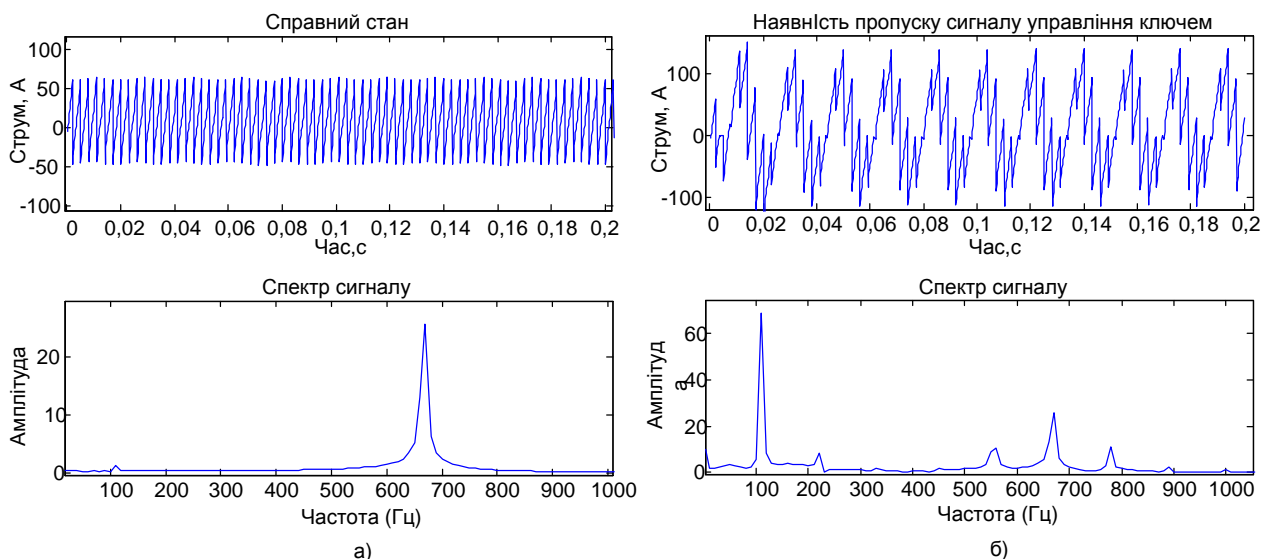 Справний стан
100
50
0
-50
-100
Струм, А
0 0,02 0,04 0,06 0,08 0,1 0,12 0,14 0,16 0,18 0,2
Час,с
НаявнІсть пропуску сигналу управління ключем
100
0
-100
Струм, А
0 0,02 0,04 0,06 0,08 0,1 0,12 0,14 0,16 0,18 0,2
Час,с
Спектр сигналу
20
10
0
Амплітуда
100 200 300 400 500 600 700 800 900 1000
Частота (Гц)
а)
Спектр сигналу
60
40
20
0
Амплітуд
а
100 200 300 400 500 600 700 800 900 1000
Частота (Гц)
б)